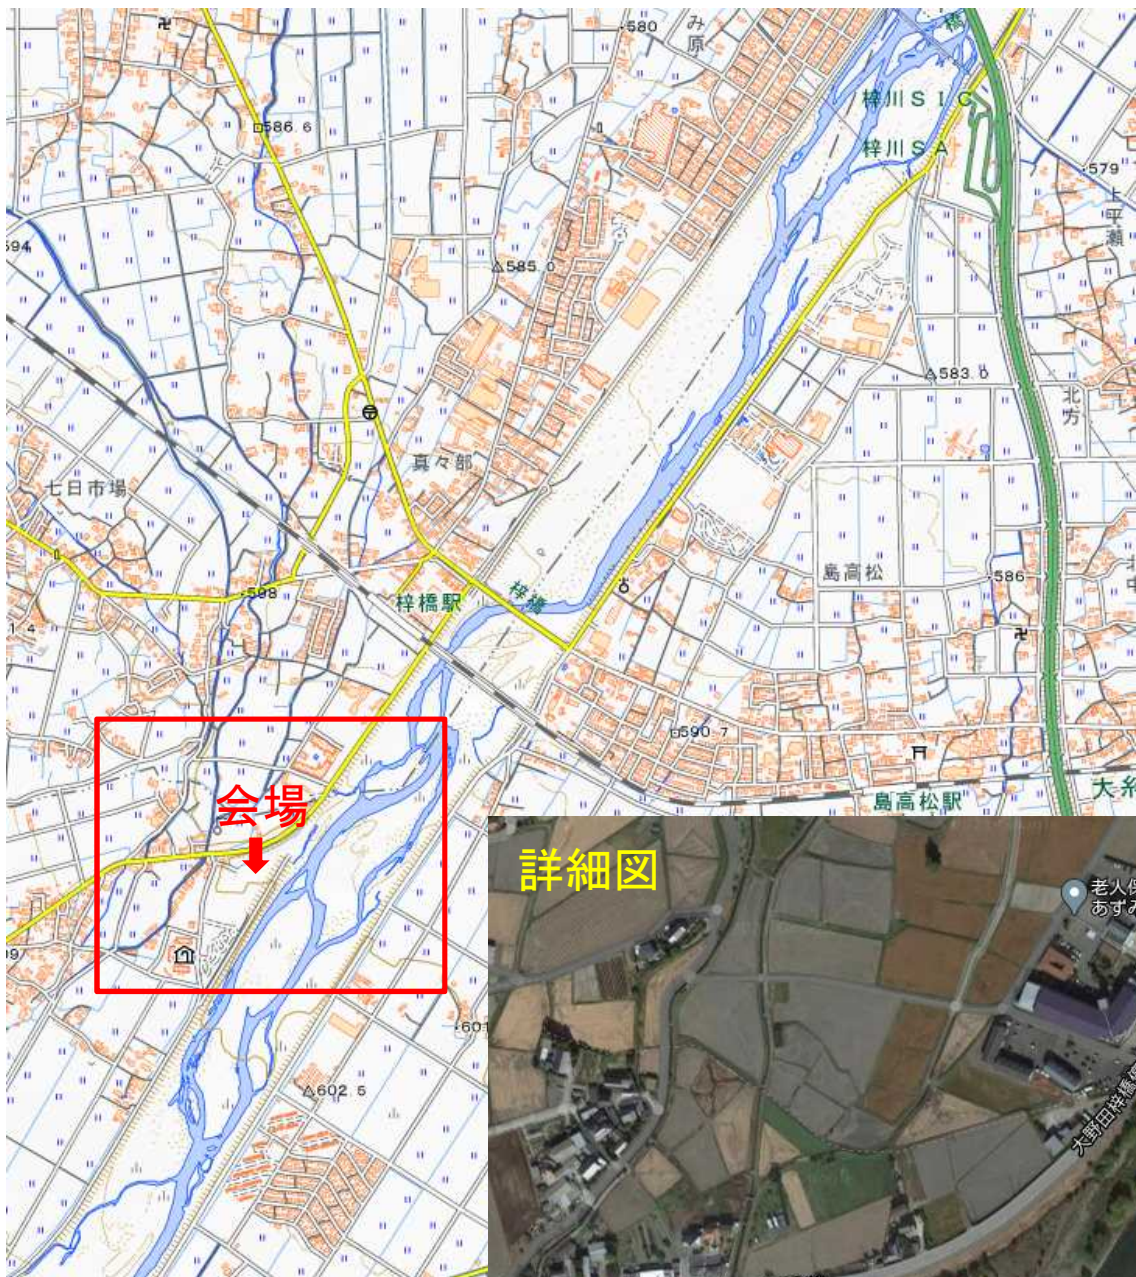 580
み
原
橋
梓川SIC
586.6
梓川SA
579
上平瀬
594
585.0
583.0
北方
真々部
七日市場
島高松
586
598
梓橋駅
梓橋
590.7
島高松駅
大糸
会場
詳細図
老人保
あずみ
601
602.5
大野田梓橋停